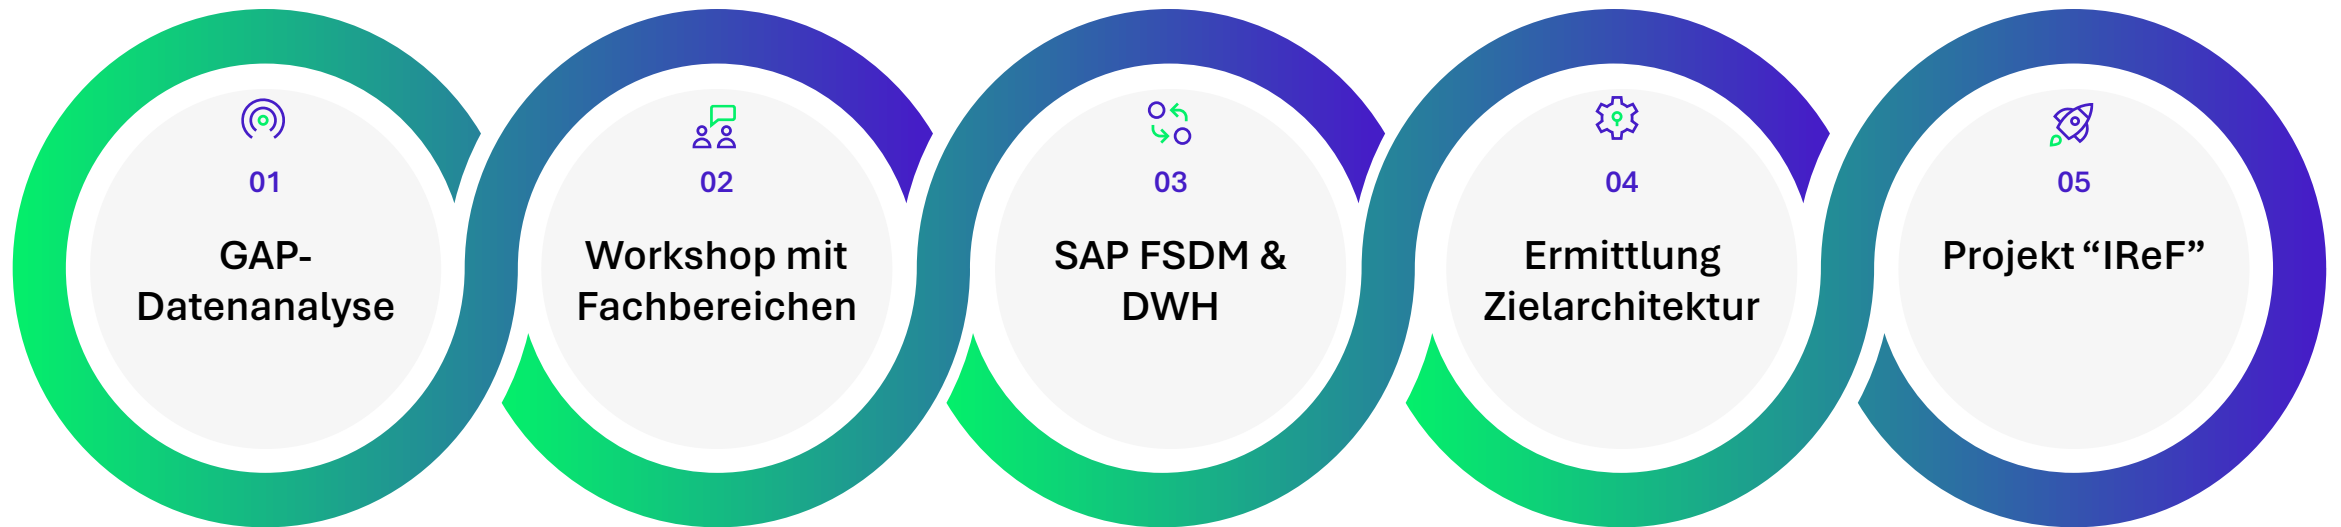 01
GAP-
Datenanalyse
02
Workshop mit
Fachbereichen
03
SAP FSDM &
DWH
04
Ermittlung
Zielarchitektur
05
Projekt “IReF”